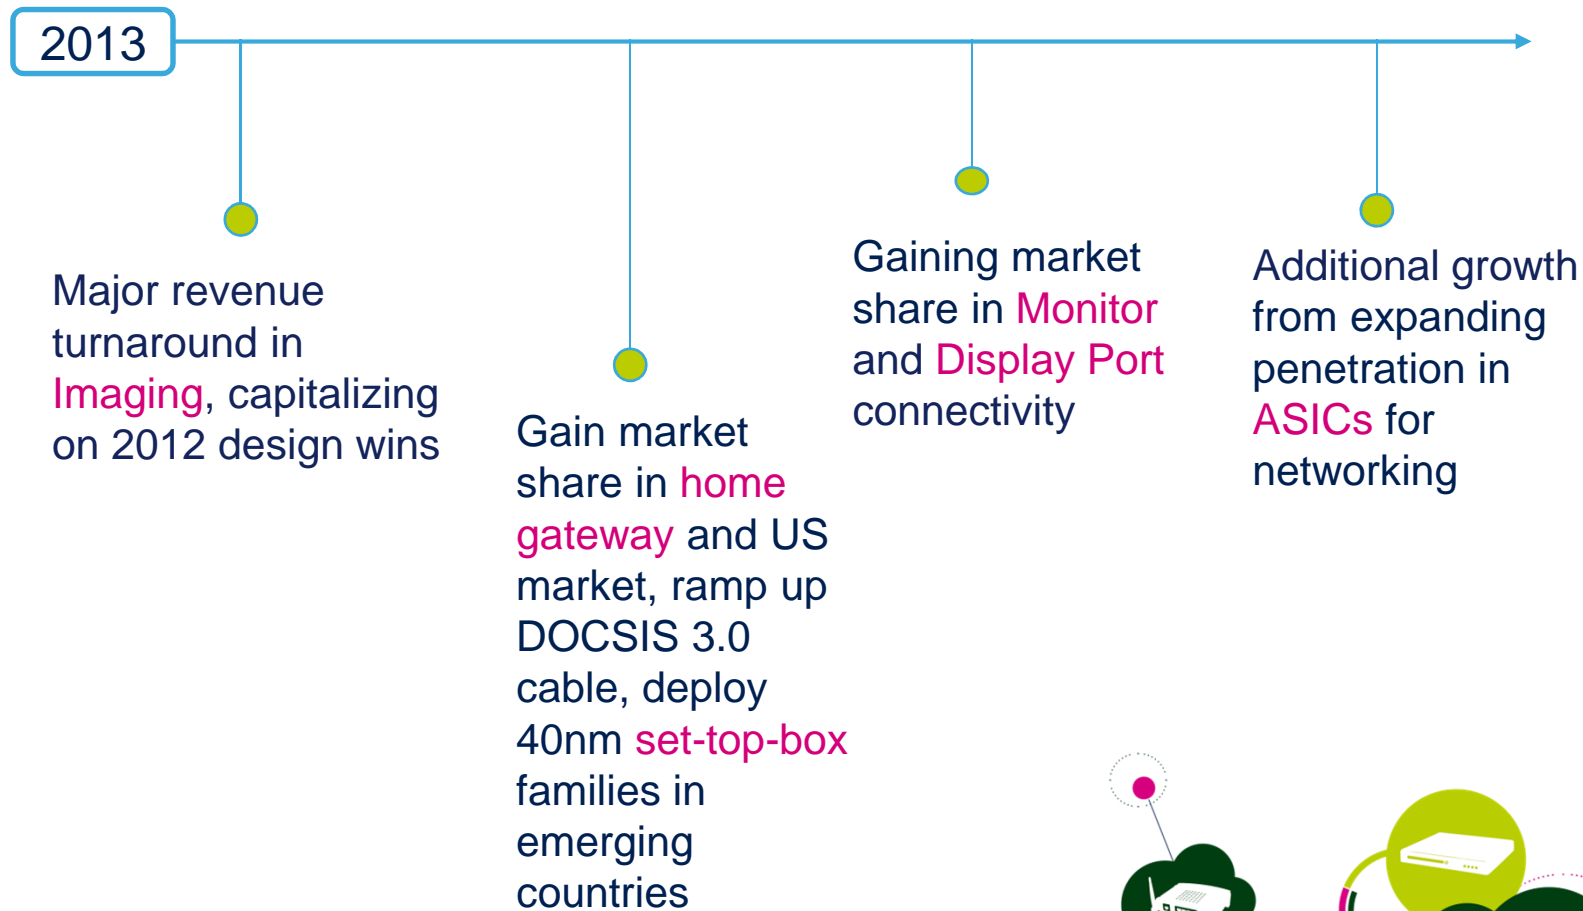 2013
Major revenue
turnaround in
Imaging, capitalizing
on 2012 design wins
Gain market
share in home
gateway and US
market, ramp up
DOCSIS 3.0
cable, deploy
40nm set-top-box
families in
emerging
countries
Gaining market
share in Monitor
and Display Port
connectivity
Additional growth
from expanding
penetration in
ASICs for
networking